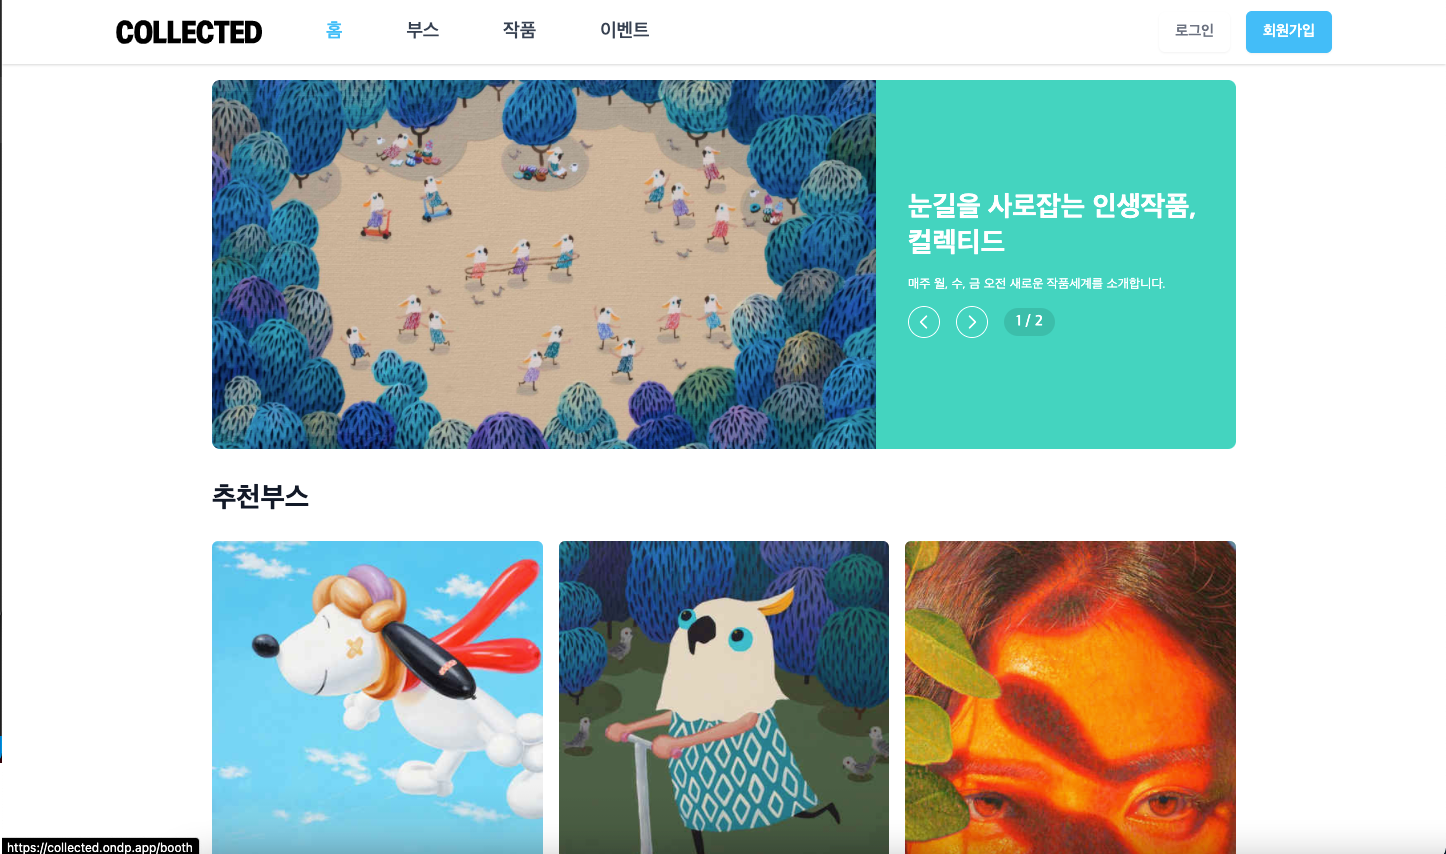 COLLECTED
홈
부스
작품
이벤트
로그인
회원가입
눈길을 사로잡는 인생작품,
컬렉티드
매주 월, 수, 금 오전 새로운 작품세계를 소개합니다.
1 / 2
추천부스
https://collected.ondp.app/booth